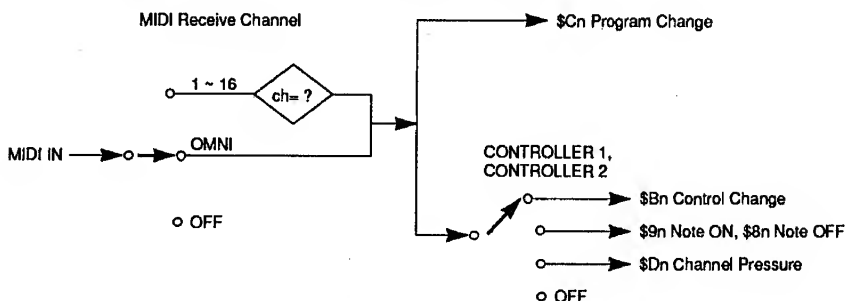 MIDI Receive Channel
$Cn Program Change
1 ~ 16
ch= ?
MIDI IN
OMNI
CONTROLLER 1,
CONTROLLER 2
$Bn Control Change
OFF
$9n Note ON, $8n Note OFF
$Dn Channel Pressure
OFF